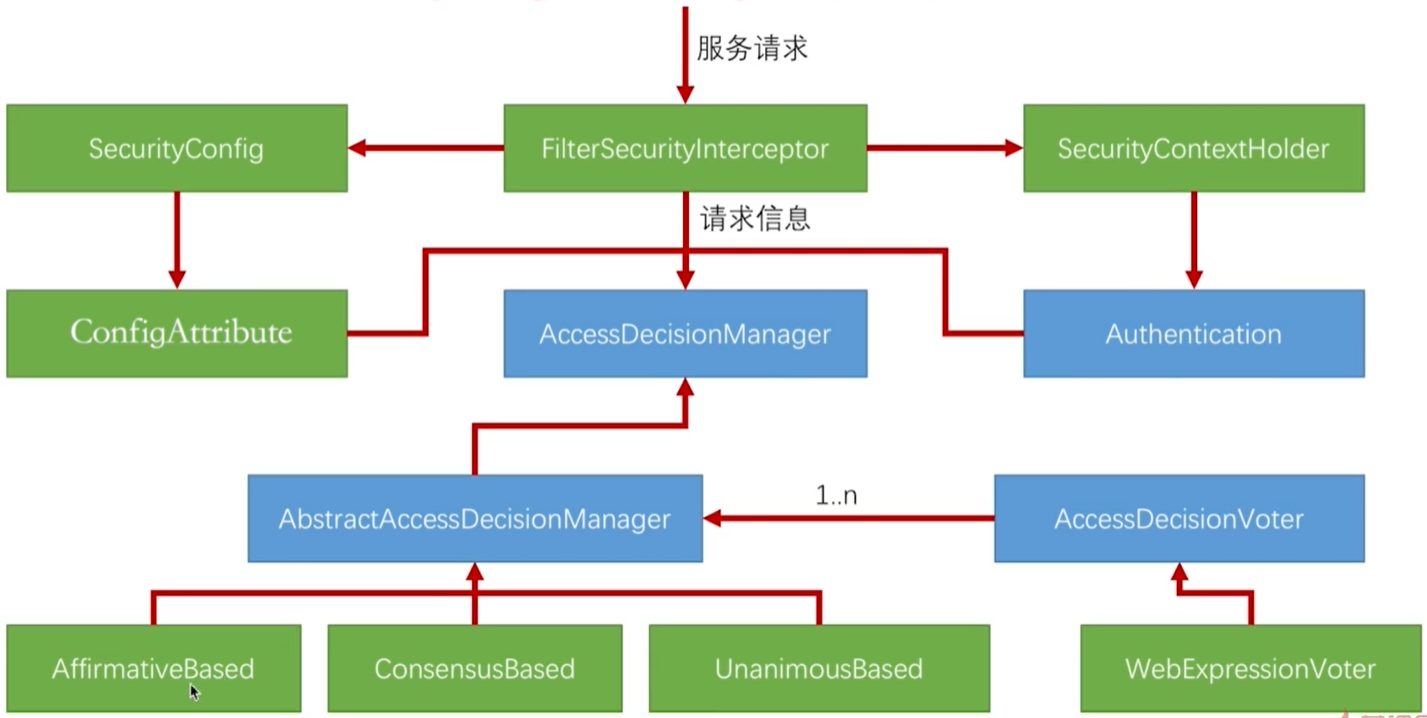 服务请求
SecurityConfig
FilterSecurityInterceptor
SecurityContextHolder
请求信息
ConfigAttribute
AccessDecisionManager
Authentication
1..n
AbstractAccessDecisionManager
AccessDecisionVoter
AffirmativeBased
ConsensusBased
UnanimousBased
WebExpressionVoter